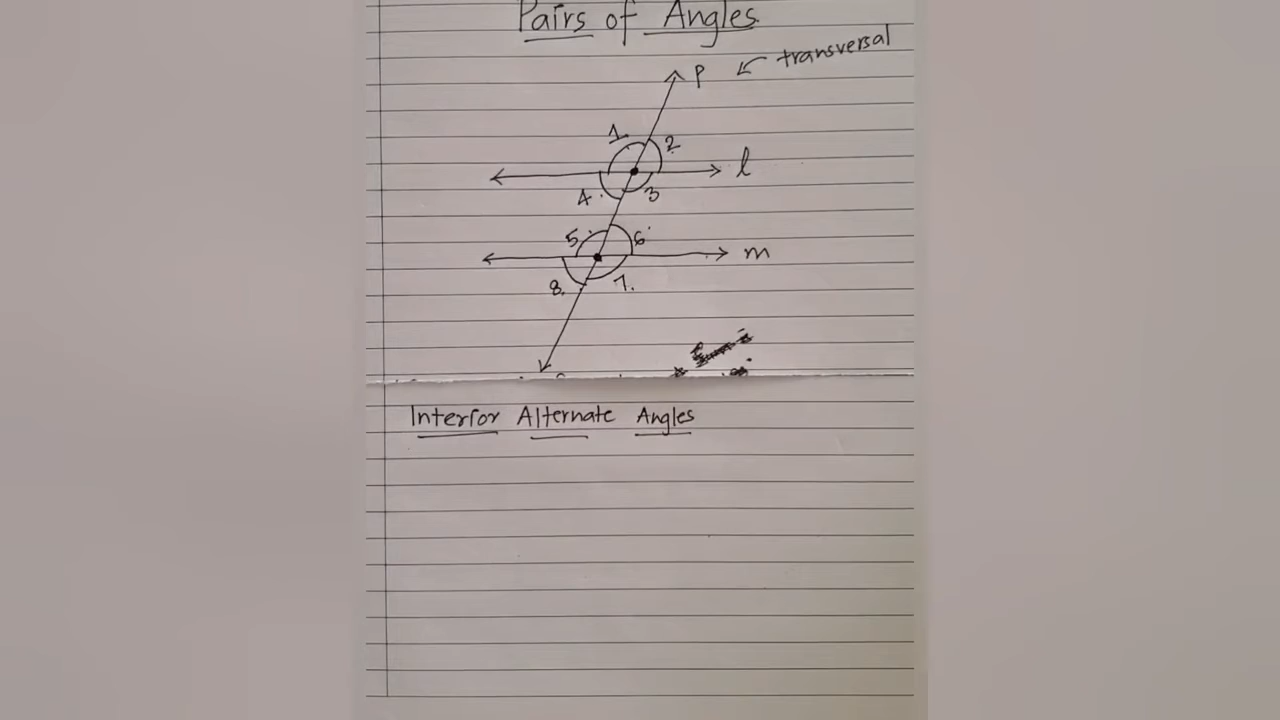 Pairs of Angles
transversal
p
1. 2
l
4 3
5 6
m
8. 7.
Interior Alternate Angles